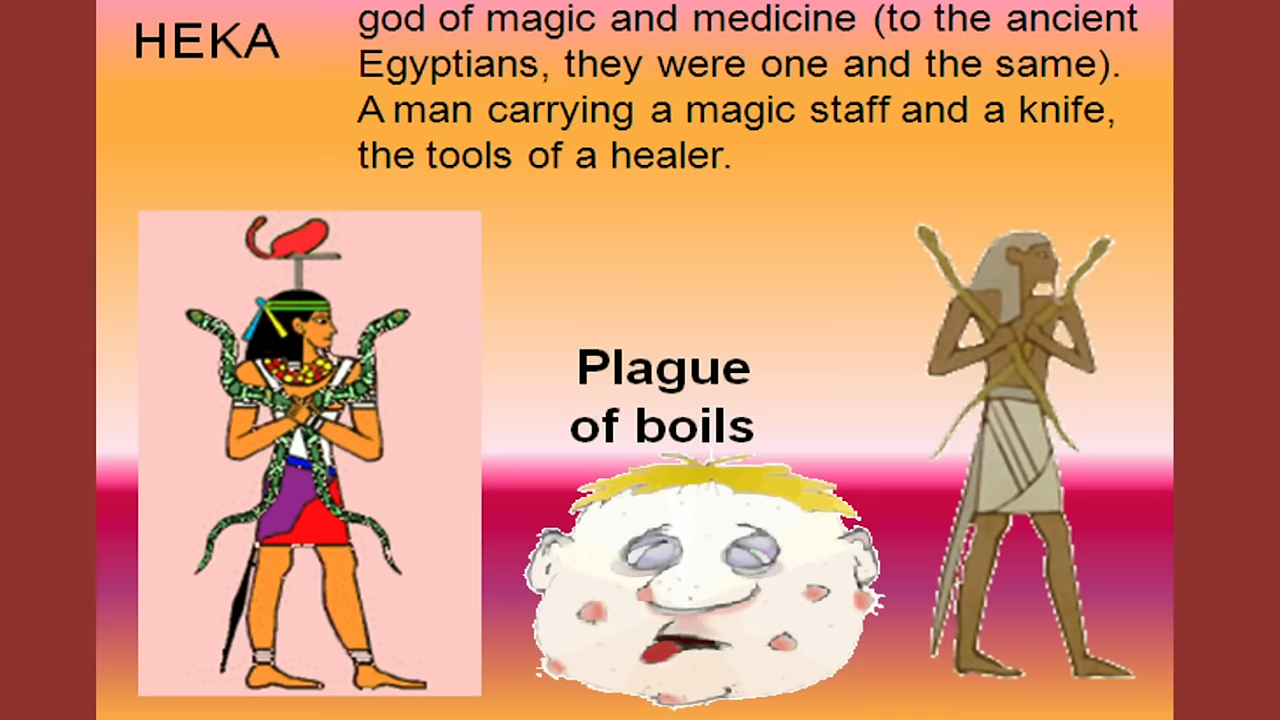 HEKA
god of magic and medicine (to the ancient
Egyptians, they were one and the same).
A man carrying a magic staff and a knife,
the tools of a healer.
Plague
of boils